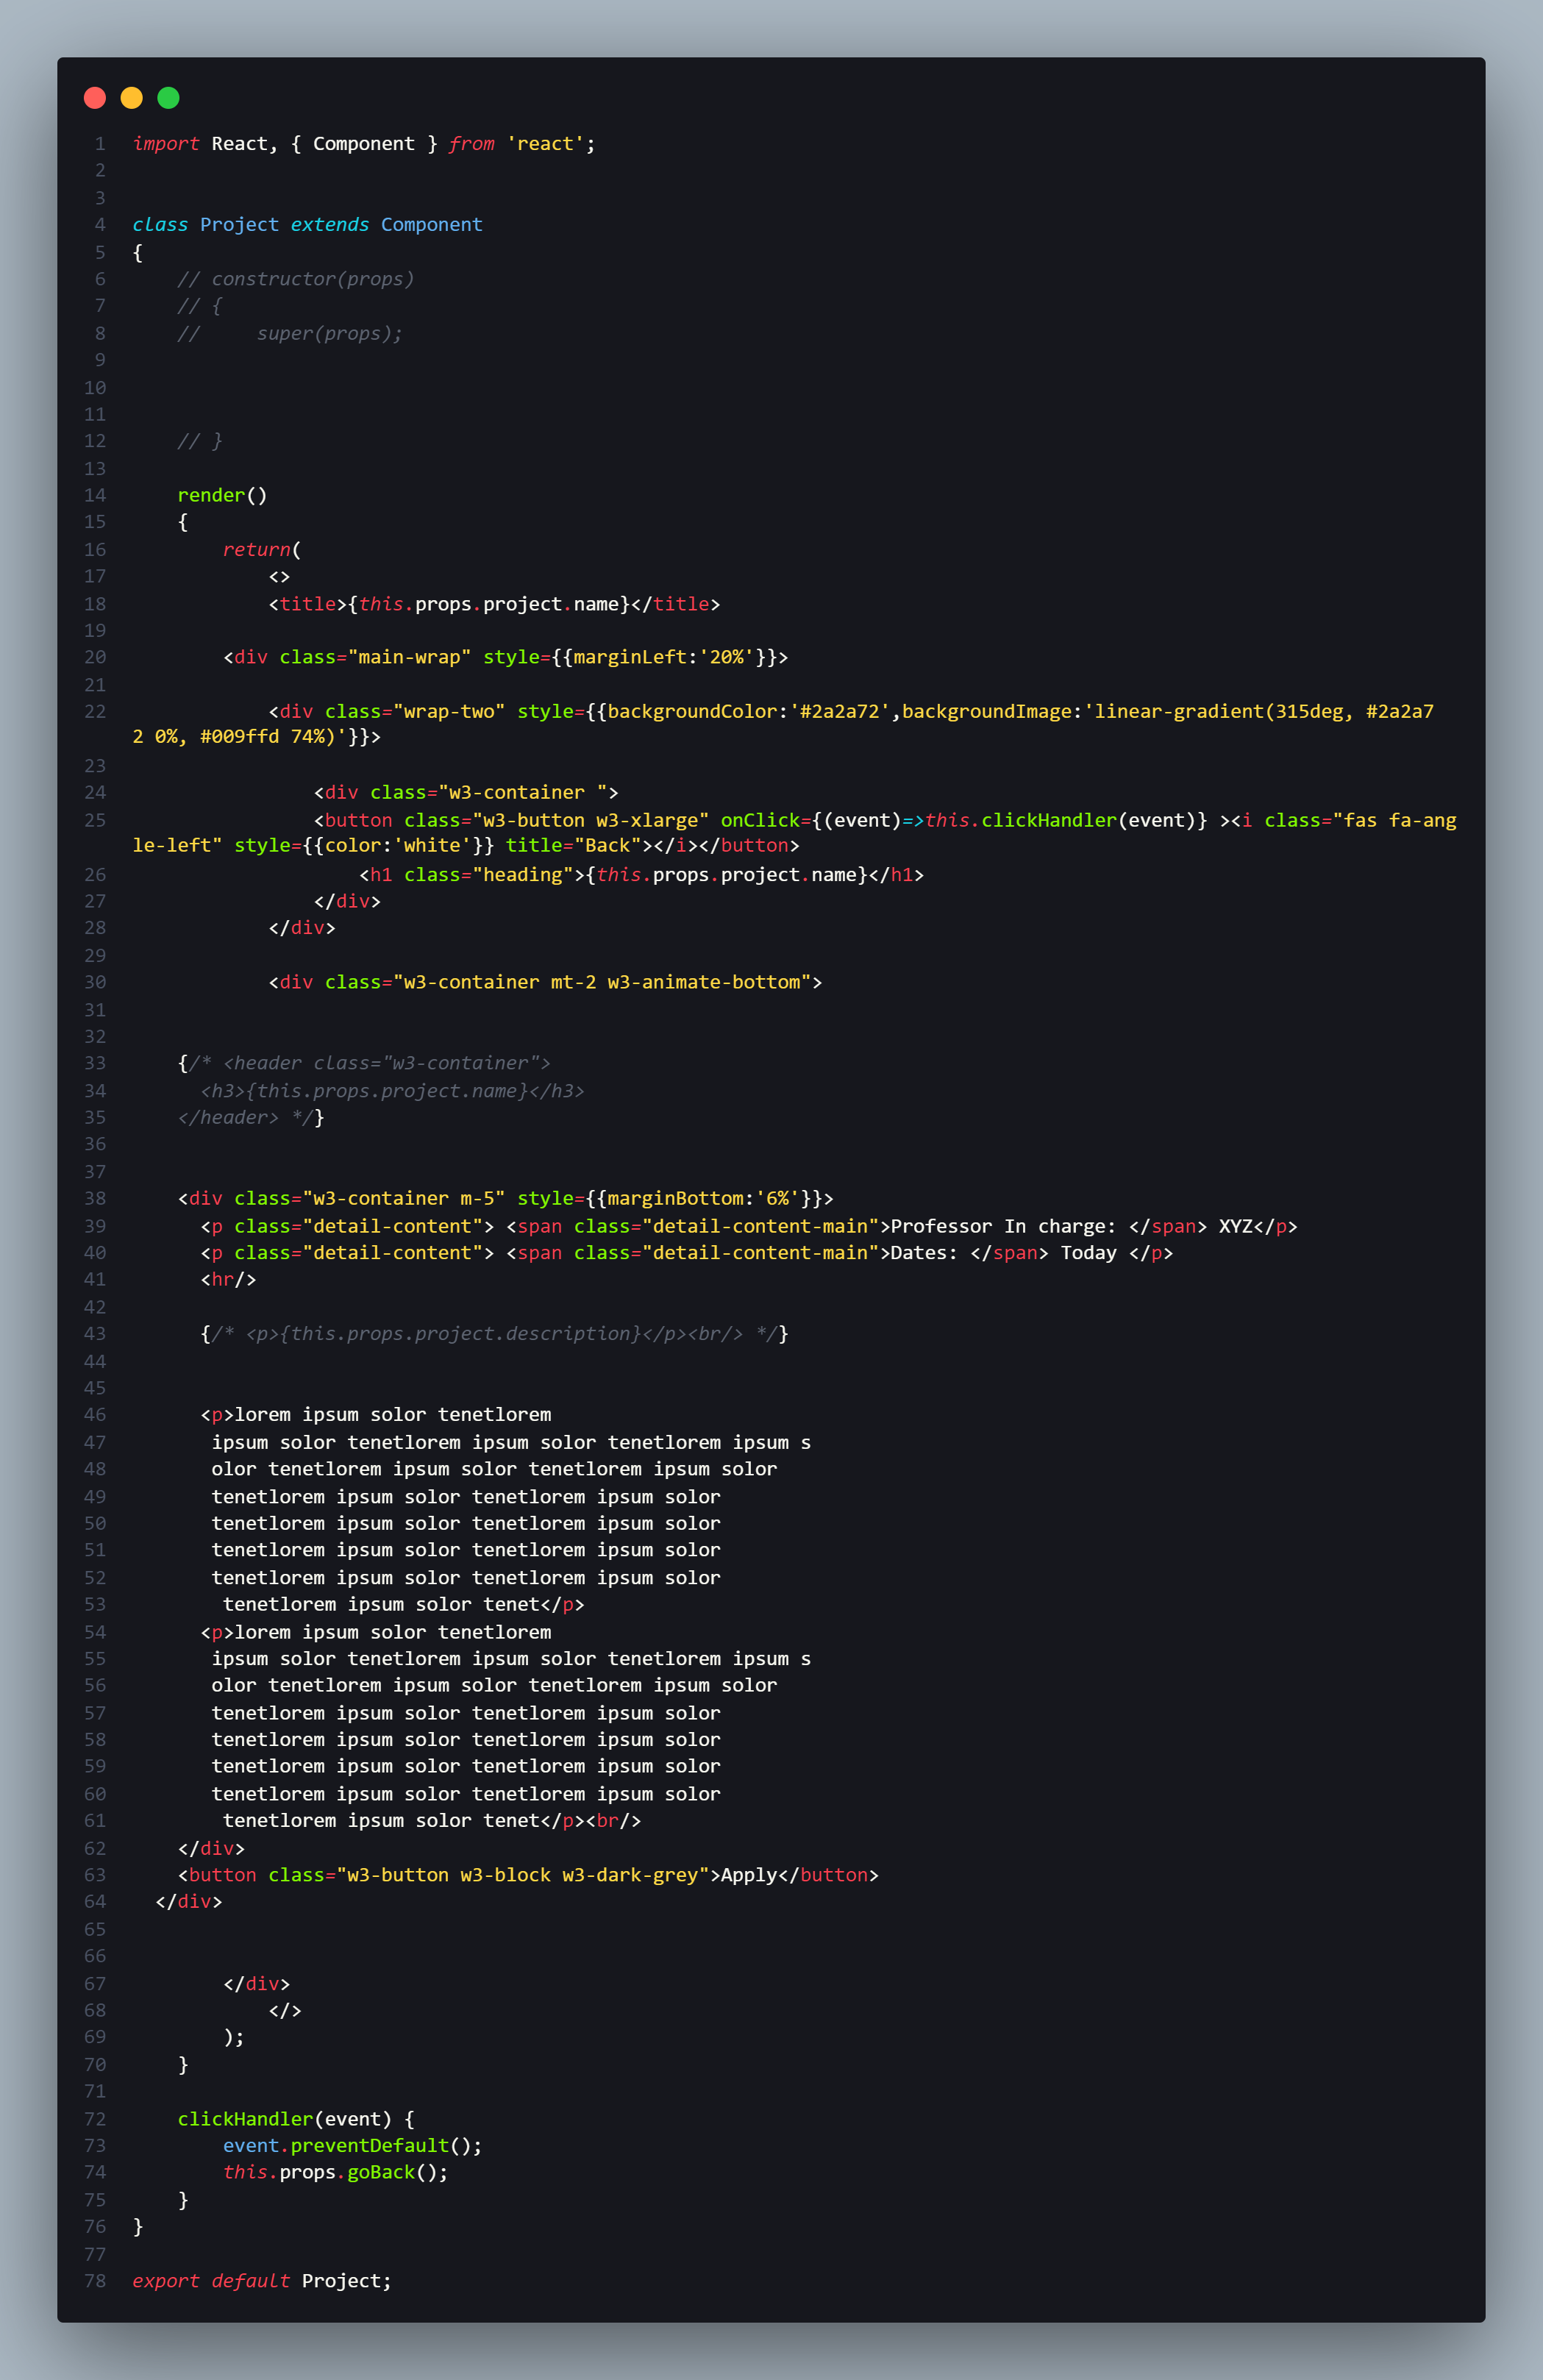 1 import React, { Component } from 'react';
2
3
4 class Project extends Component
5 {
6     // constructor(props)
7     // {
8     //     super(props);
9
10
11
12     // }
13
14     render()
15     {
16         return(
17             <>
18             <title>{this.props.project.name}</title>
19
20         <div class="main-wrap" style={{marginLeft:'20%'}}>
21
22             <div class="wrap-two" style={{backgroundColor:'#2a2a72',backgroundImage:'linear-gradient(315deg, #2a2a7
2 0%, #009ffd 74%)'}}>
23
24                 <div class="w3-container ">
25                 <button class="w3-button w3-xlarge" onClick={(event)=>this.clickHandler(event)} ><i class="fas fa-ang
le-left" style={{color:'white'}} title="Back"></i></button>
26                     <h1 class="heading">{this.props.project.name}</h1>
27                 </div>
28             </div>
29
30             <div class="w3-container mt-2 w3-animate-bottom">
31
32
33     {/* <header class="w3-container">
34       <h3>{this.props.project.name}</h3>
35     </header> */}
36
37
38     <div class="w3-container m-5" style={{marginBottom:'6%'}}>
39       <p class="detail-content"> <span class="detail-content-main">Professor In charge: </span> XYZ</p>
40       <p class="detail-content"> <span class="detail-content-main">Dates: </span> Today </p>
41       <hr/>
42
43       {/* <p>{this.props.project.description}</p><br/> */}
44
45
46       <p>lorem ipsum solor tenetlorem
47        ipsum solor tenetlorem ipsum solor tenetlorem ipsum s
48        olor tenetlorem ipsum solor tenetlorem ipsum solor
49        tenetlorem ipsum solor tenetlorem ipsum solor
50        tenetlorem ipsum solor tenetlorem ipsum solor
51        tenetlorem ipsum solor tenetlorem ipsum solor
52        tenetlorem ipsum solor tenetlorem ipsum solor
53         tenetlorem ipsum solor tenet</p>
54       <p>lorem ipsum solor tenetlorem
55        ipsum solor tenetlorem ipsum solor tenetlorem ipsum s
56        olor tenetlorem ipsum solor tenetlorem ipsum solor
57        tenetlorem ipsum solor tenetlorem ipsum solor
58        tenetlorem ipsum solor tenetlorem ipsum solor
59        tenetlorem ipsum solor tenetlorem ipsum solor
60        tenetlorem ipsum solor tenetlorem ipsum solor
61         tenetlorem ipsum solor tenet</p><br/>
62     </div>
63     <button class="w3-button w3-block w3-dark-grey">Apply</button>
64   </div>
65
66
67         </div>
68             </>
69         );
70     }
71
72     clickHandler(event) {
73         event.preventDefault();
74         this.props.goBack();
75     }
76 }
77
78 export default Project;